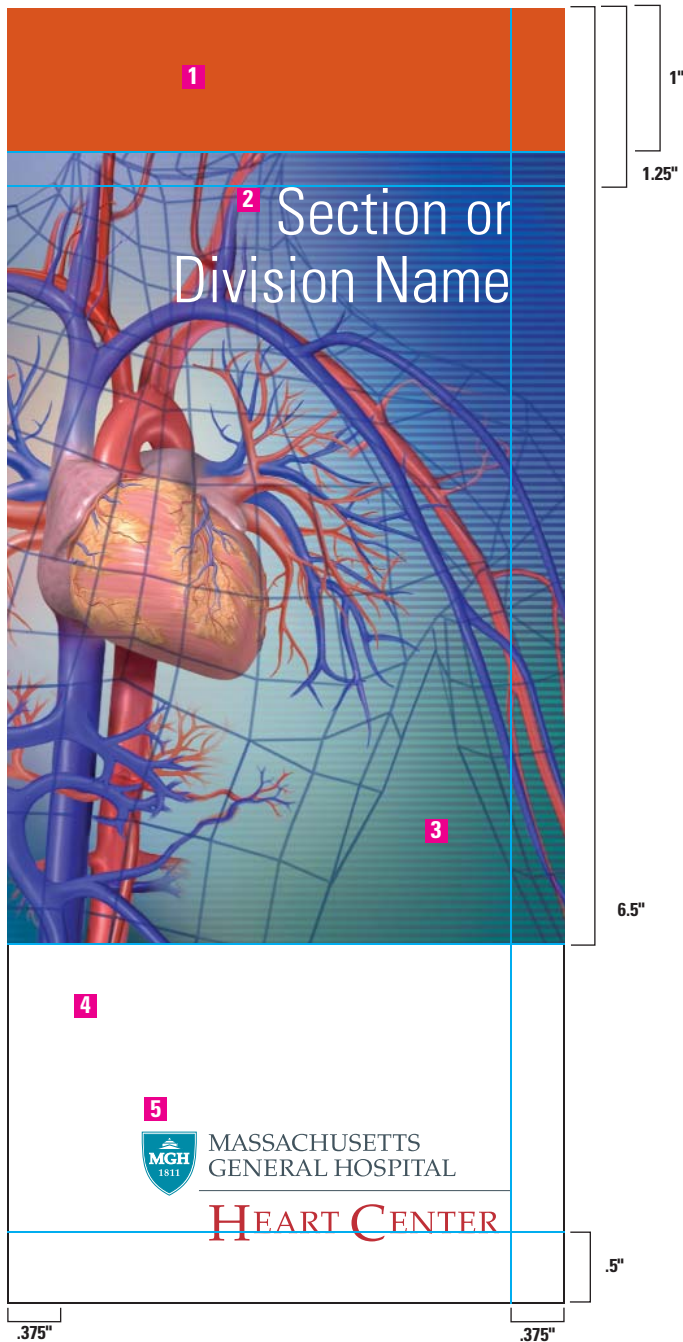 1
1"
1.25"
2
Section or
Division Name
3
6.5"
4
5
MGH
1811
MASSACHUSETTS
GENERAL HOSPITAL
HEART CENTER
.5"
.375"
.375"